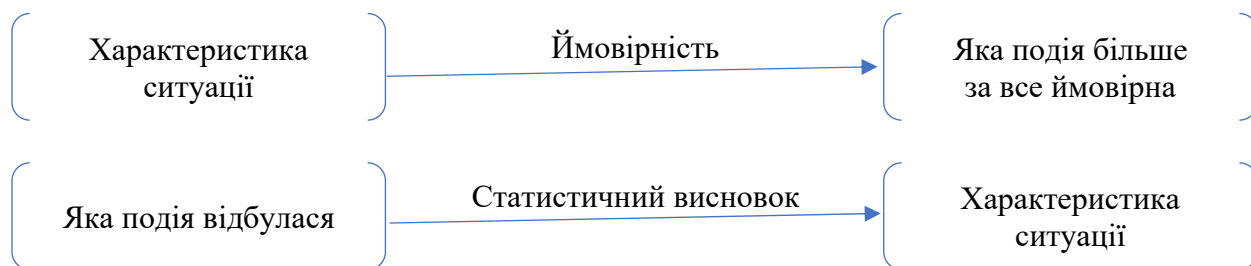 Характеристика
ситуації
Ймовірність
Яка подія більше
за все ймовірна
Яка подія відбулася
Статистичний висновок
Характеристика
ситуації